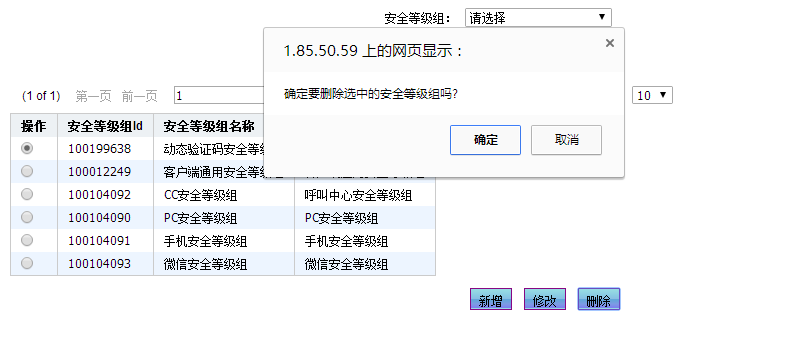 安全等级组： 请选择
1.85.50.59 上的网页显示：
确定要删除选中的安全等级组吗?
确定 取消
(1 of 1) 第一页 前一页 1 10
操作 安全等级组Id 安全等级组名称
100199638 动态验证码安全等级
100012249 客户端通用安全等级组
100104092 CC安全等级组 呼叫中心安全等级组
100104090 PC安全等级组 PC安全等级组
100104091 手机安全等级组 手机安全等级组
100104093 微信安全等级组 微信安全等级组
新增 修改 删除